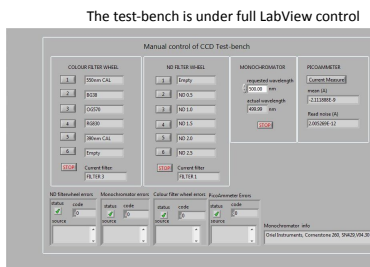 The test-bench is under full LabView control
Manual control of CCD Test-bench
COLOUR FILTER WHEEL
1 550nm CAL
2 BG38
3 OG570
4 RG830
5 390nm CAL
6 Empty
STOP Current filter:
FILTER 3
ND FILTER WHEEL
1 Empty
2 ND 0.5
3 ND 1.0
4 ND 1.5
5 ND 2.0
6 ND 2.5
STOP Current filter:
FILTER 1
MONOCHROMATOR
requested wavelength
500.00 nm
actual wavelength
499.99 nm
STOP
PICOAMMETER
Current Measure
mean (A)
-2.111868E-9
Read noise (A)
2.005269E-12
ND filterwheel errors
status code
0
source
Monochromator errors
status code
0
source
Colour filter wheel errors
status code
0
source
PicoAmmeter Errors
status code
0
source
Monochromator info
Oriel Instruments, Cornerstone 260, SN429,V04.30